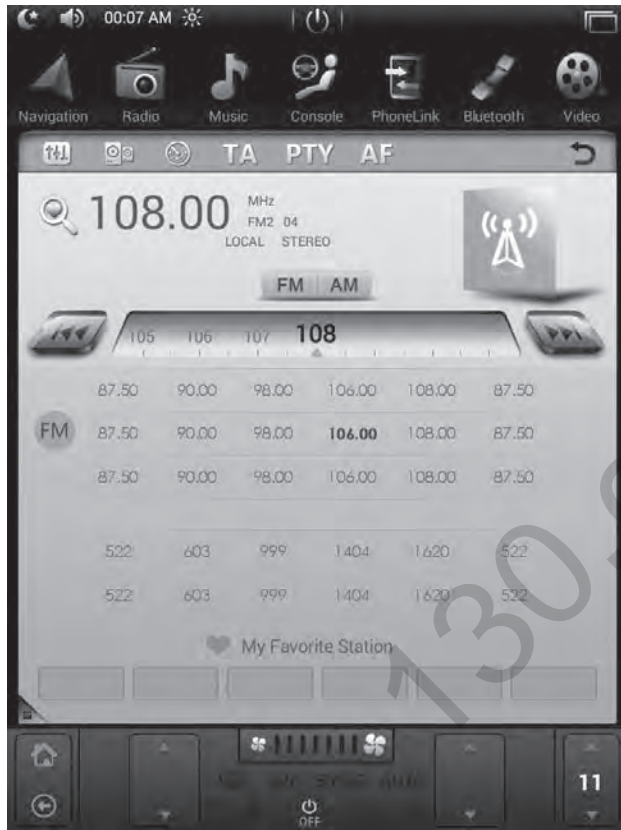 00:07 AM
Navigation Radio Music Console PhoneLink Bluetooth Video
TA PTY AF
108.00 MHz
FM2 04
LOCAL STEREO
FM AM
105 106 107 108
87.50 90.00 98.00 106.00 108.00 87.50
FM 87.50 90.00 98.00 106.00 108.00 87.50
87.50 90.00 98.00 106.00 108.00 87.50
522 603 999 1404 1620 522
522 603 999 1404 1620 522
My Favorite Station
11
OFF